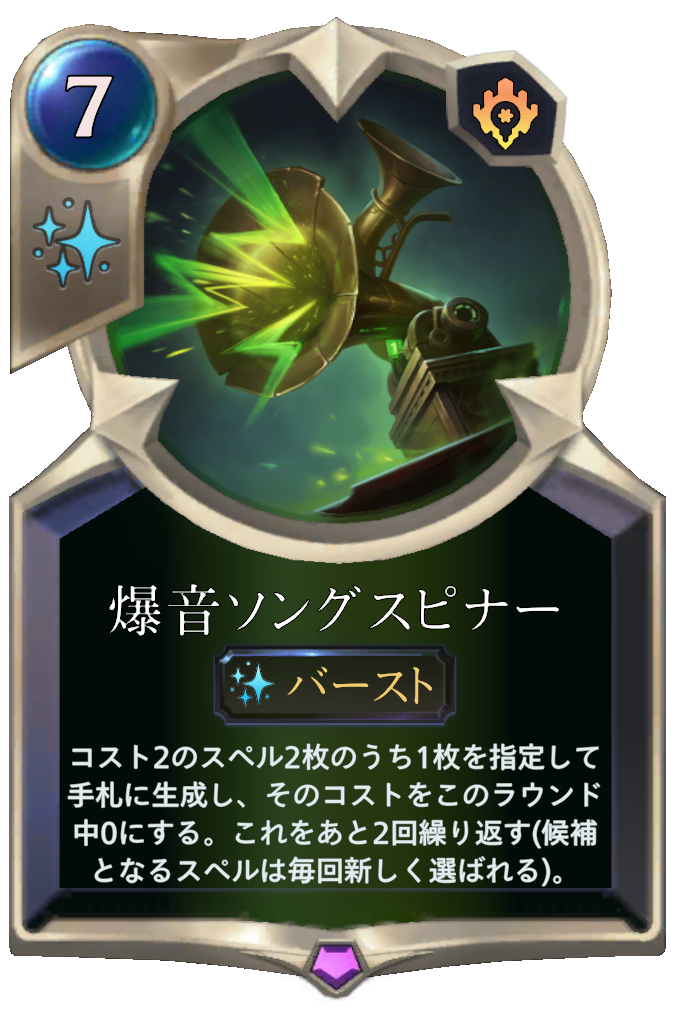 7
爆音ソングスピナー
バースト
コスト2のスペル2枚のうち1枚を指定して
手札に生成し、そのコストをこのラウンド
中0にする。これをあと2回繰り返す(候補
となるスペルは毎回新しく選ばれる)。